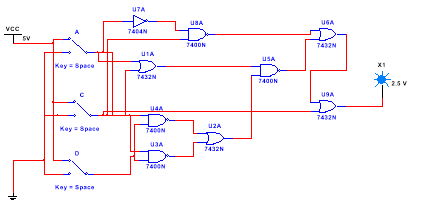 VCC
5V
A
Key = Space
C
Key = Space
D
Key = Space
U7A
7404N
U8A
7400N
U1A
7432N
U4A
7400N
U3A
7400N
U2A
7432N
U5A
7400N
U6A
7432N
U9A
7432N
X1
2.5 V